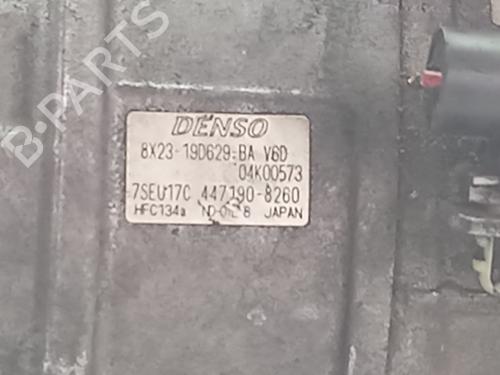 DENSO
8X23-19D629-BA V6D
04K00573
7SEU17C 447190-8260
HFC134a ND-OIL 8 JAPAN
B-PARTS